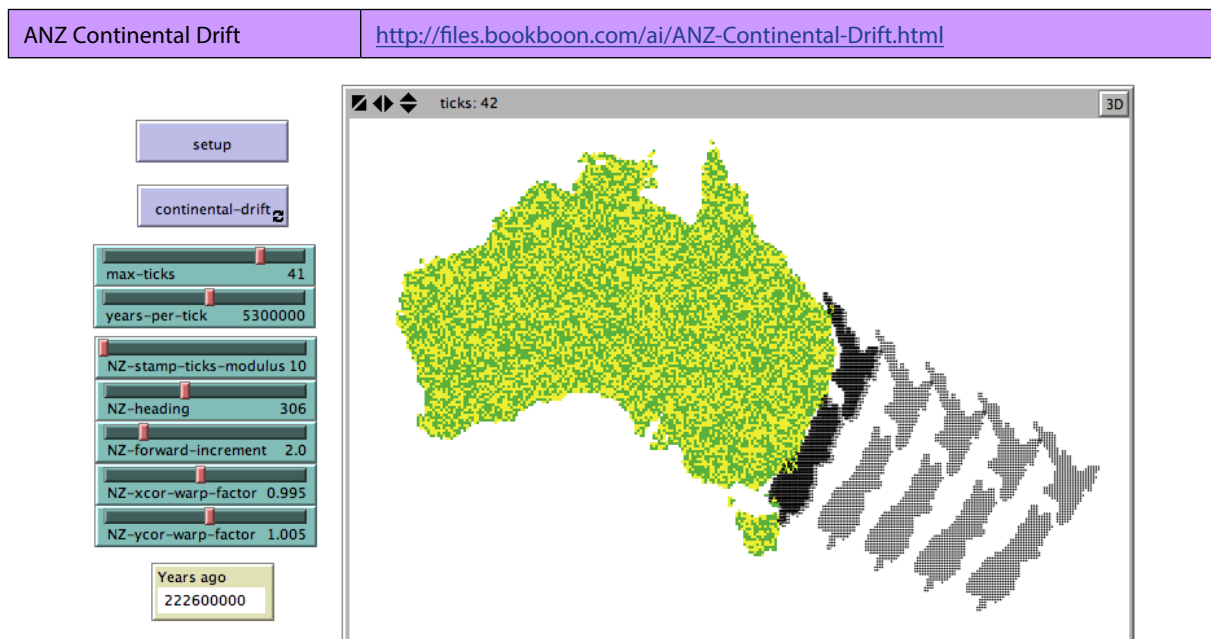 ANZ Continental Drift http://files.bookboon.com/ai/ANZ-Continental-Drift.html
ticks: 42 3D
setup
continental-drift
max-ticks 41
years-per-tick 5300000
NZ-stamp-ticks-modulus 10
NZ-heading 306
NZ-forward-increment 2.0
NZ-xcor-warp-factor 0.995
NZ-ycor-warp-factor 1.005
Years ago
222600000